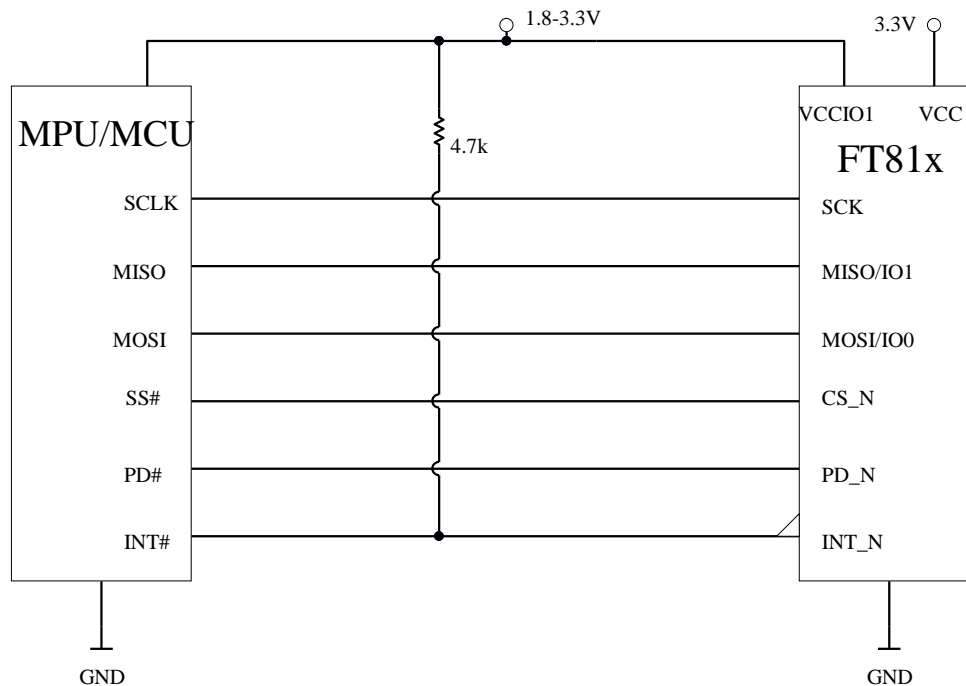 1.8-3.3V
3.3V
MPU/MCU
VCCIO1
VCC
4.7k
FT81x
SCLK
SCK
MISO
MISO/IO1
MOSI
MOSI/IO0
SS#
CS_N
PD#
PD_N
INT#
INT_N
GND
GND